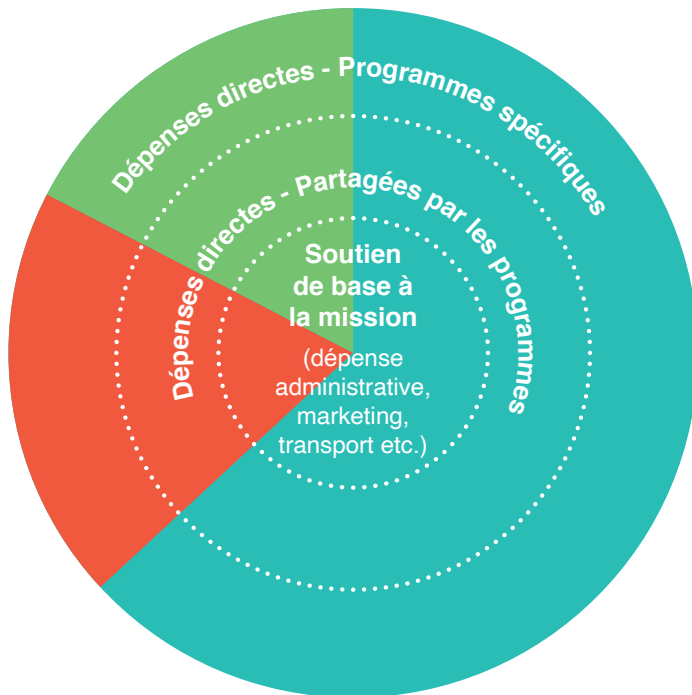 Dépenses directes - Programmes spécifiques
Dépenses directes - Partagées par les programmes
Soutien
de base à
la mission
(dépense
administrative,
marketing,
transport etc.)